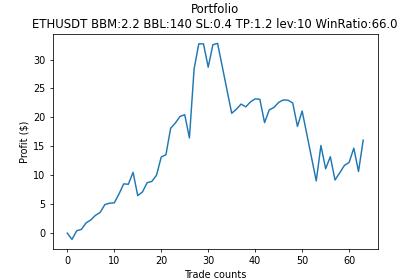 Portfolio
ETHUSDT BBM:2.2 BBL:140 SL:0.4 TP:1.2 lev:10 WinRatio:66.0
30
25
20
15
10
5
0
Profit ($)
0 10 20 30 40 50 60
Trade counts